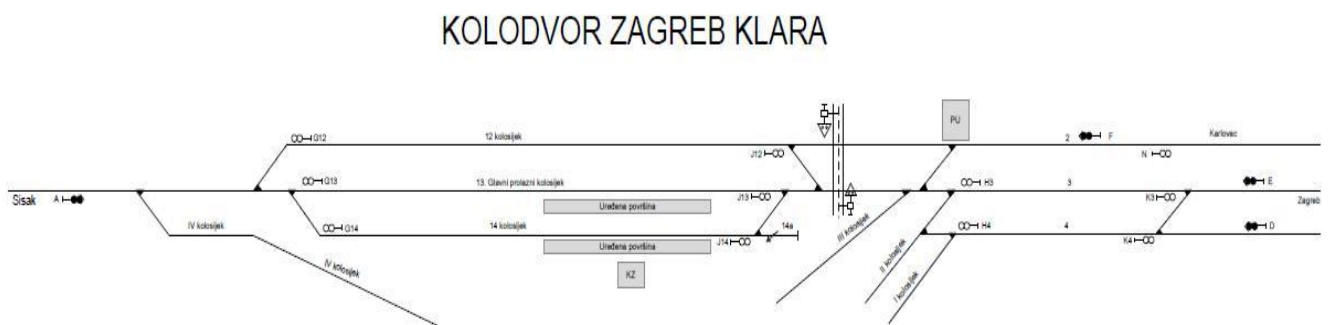 KOLODVOR ZAGREB KLARA
PU
G12
12 kolosijek
2
F
Karlovac
J12
N
G13
13. Glavni prolazni kolosijek
H3
3
E
Sisak
A
Uređena površina
J13
K3
Zagreb
IV kolosijek
G14
14 kolosijek
14a
III kolosijek
H4
4
D
Uređena površina
J14
K4
II kolosijek
IV kolosijek
KZ
I kolosijek